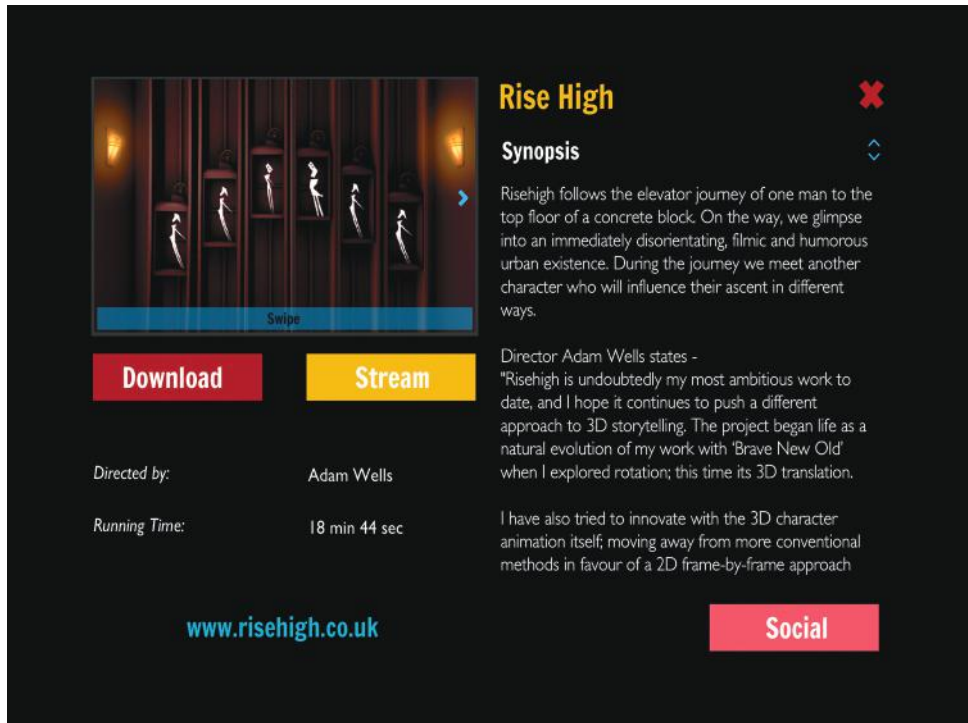 Swipe
Download
Stream
Directed by:
Adam Wells
Running Time:
18 min 44 sec
www.risehigh.co.uk
Rise High
Synopsis
Risehigh follows the elevator journey of one man to the
top floor of a concrete block. On the way, we glimpse
into an immediately disorientating, filmic and humorous
urban existence. During the journey we meet another
character who will influence their ascent in different
ways.
Director Adam Wells states -
"Risehigh is undoubtedly my most ambitious work to
date, and I hope it continues to push a different
approach to 3D storytelling. The project began life as a
natural evolution of my work with 'Brave New Old'
when I explored rotation; this time its 3D translation.
I have also tried to innovate with the 3D character
animation itself; moving away from more conventional
methods in favour of a 2D frame-by-frame approach
Social